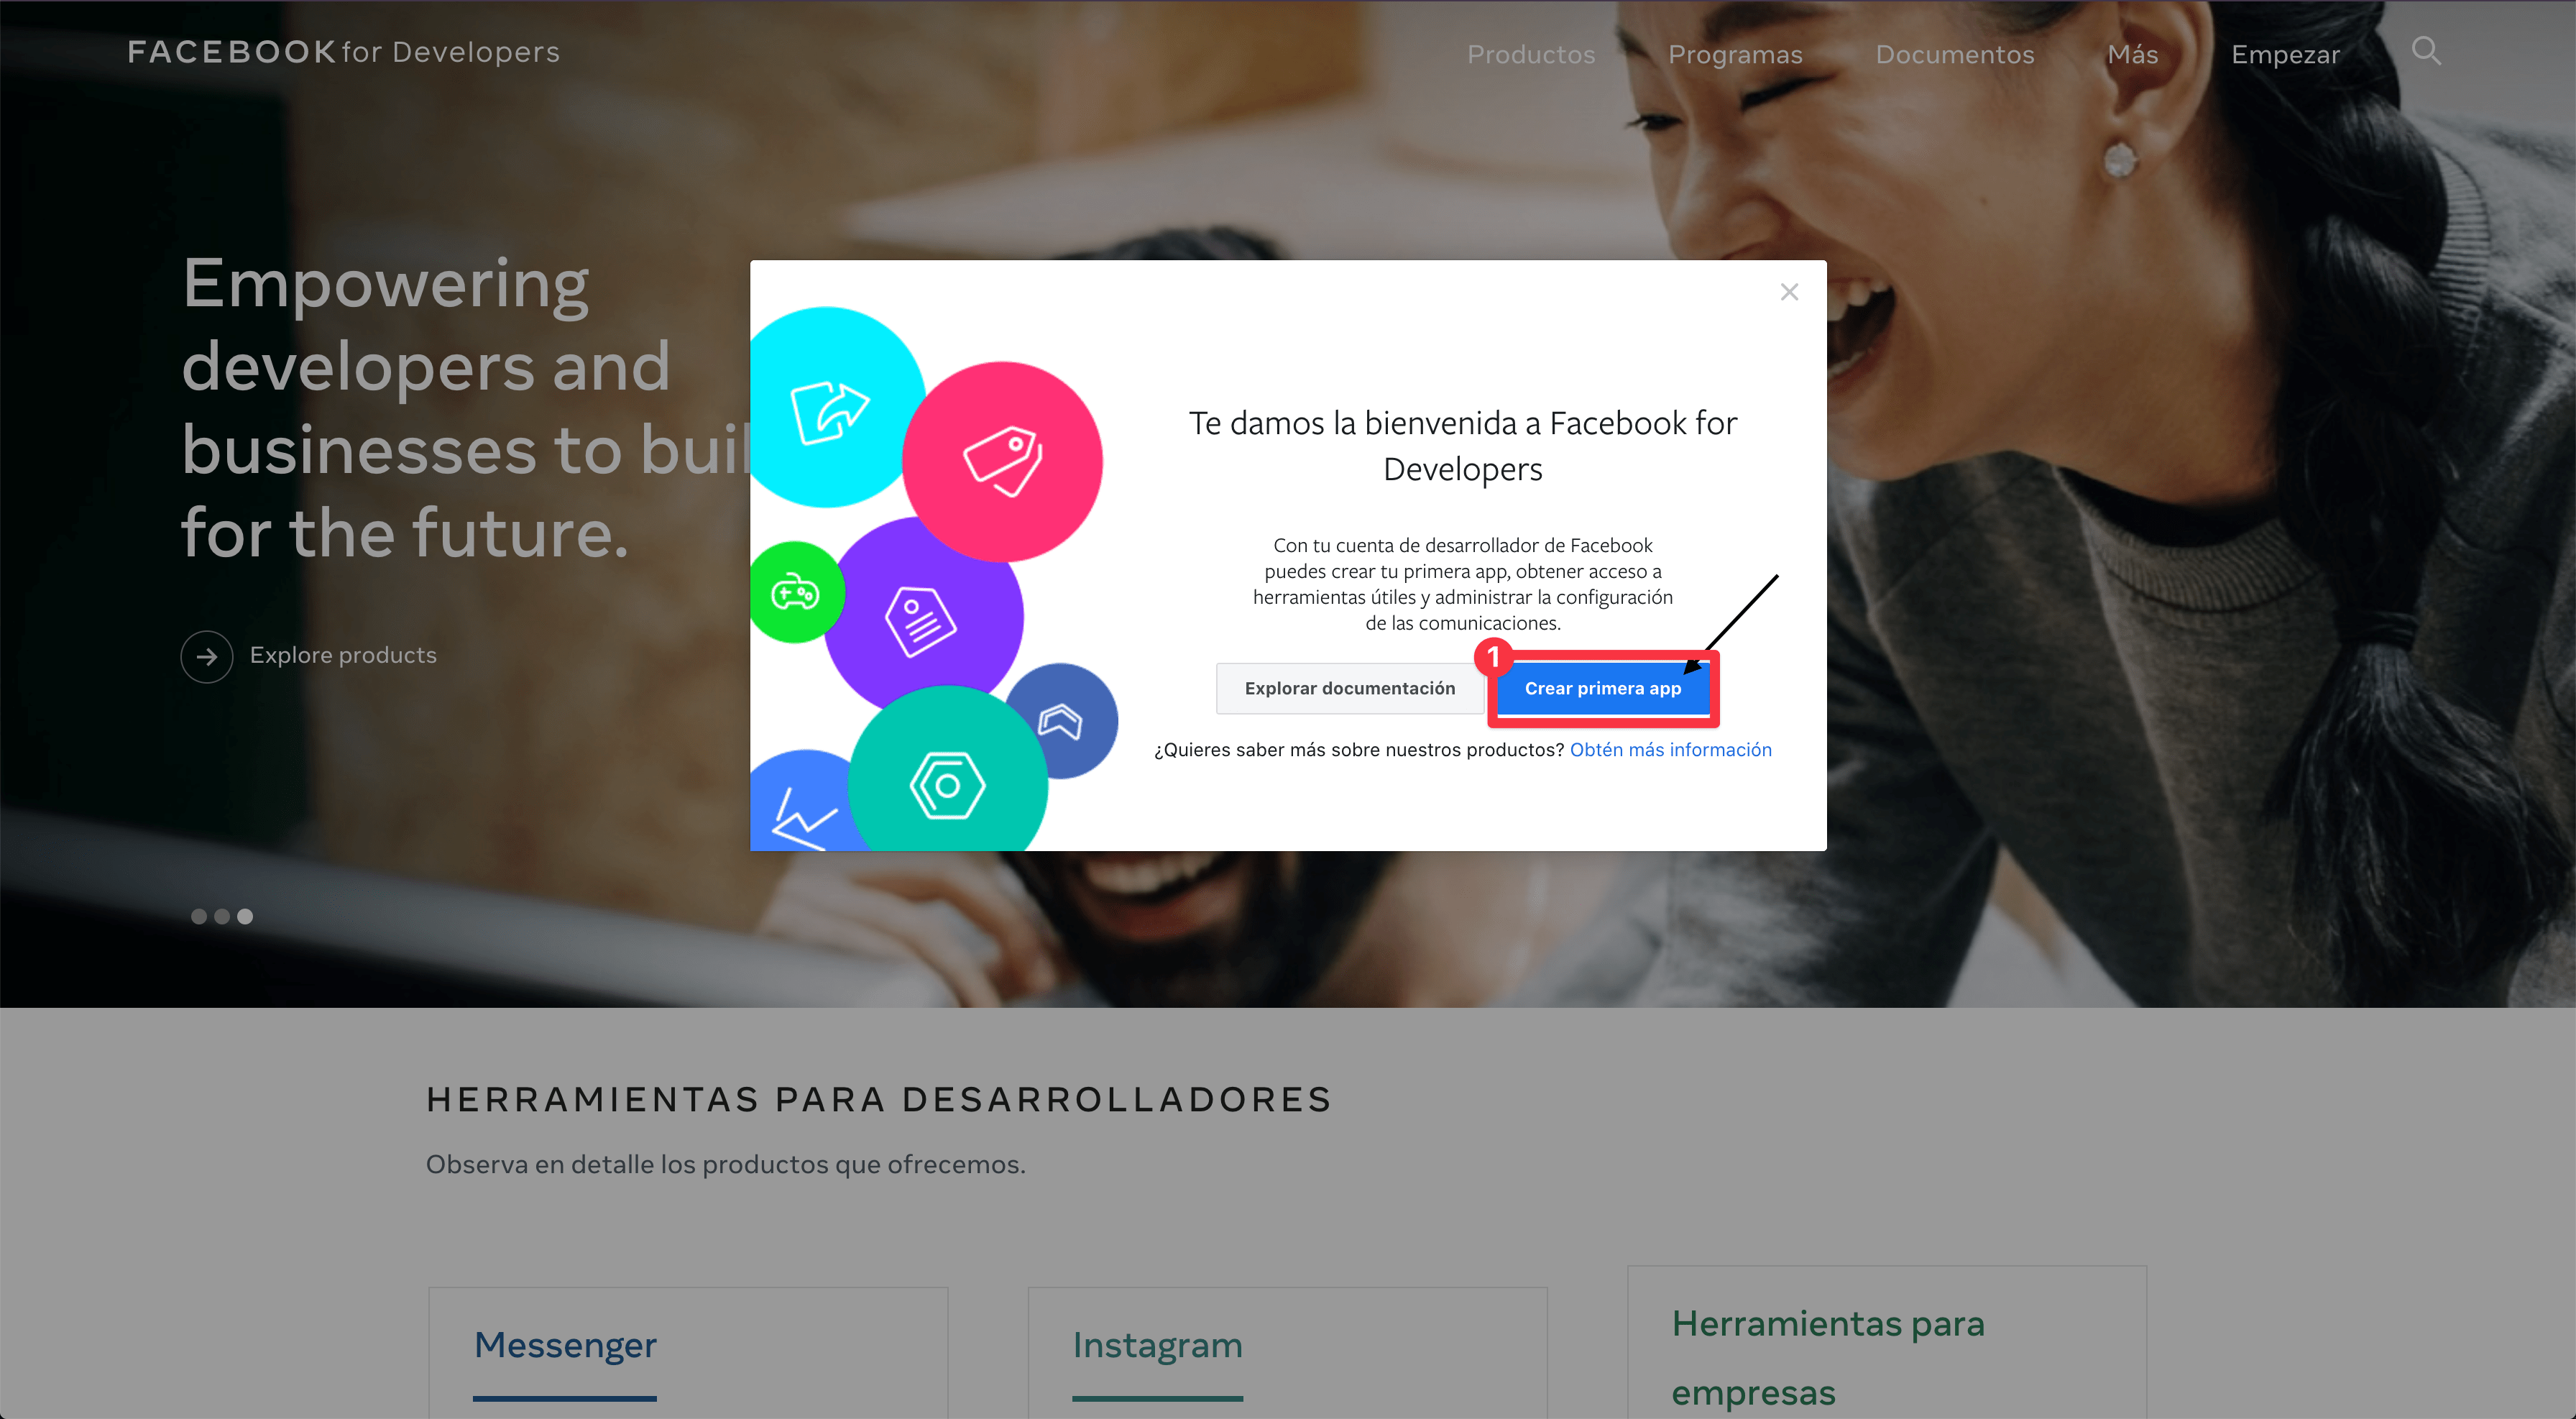 FACEBOOK for Developers
Productos
Programas
Documentos
Más
Empezar
Empowering
developers and
businesses to buil
for the future.
Explore products
Te damos la bienvenida a Facebook for
Developers
Con tu cuenta de desarrollador de Facebook
puedes crear tu primera app, obtener acceso a
herramientas útiles y administrar la configuración
de las comunicaciones.
1
Explorar documentación
Crear primera app
¿Quieres saber más sobre nuestros productos? Obtén más información
HERRAMIENTAS PARA DESARROLLADORES
Observa en detalle los productos que ofrecemos.
Messenger
Instagram
Herramientas para
empresas